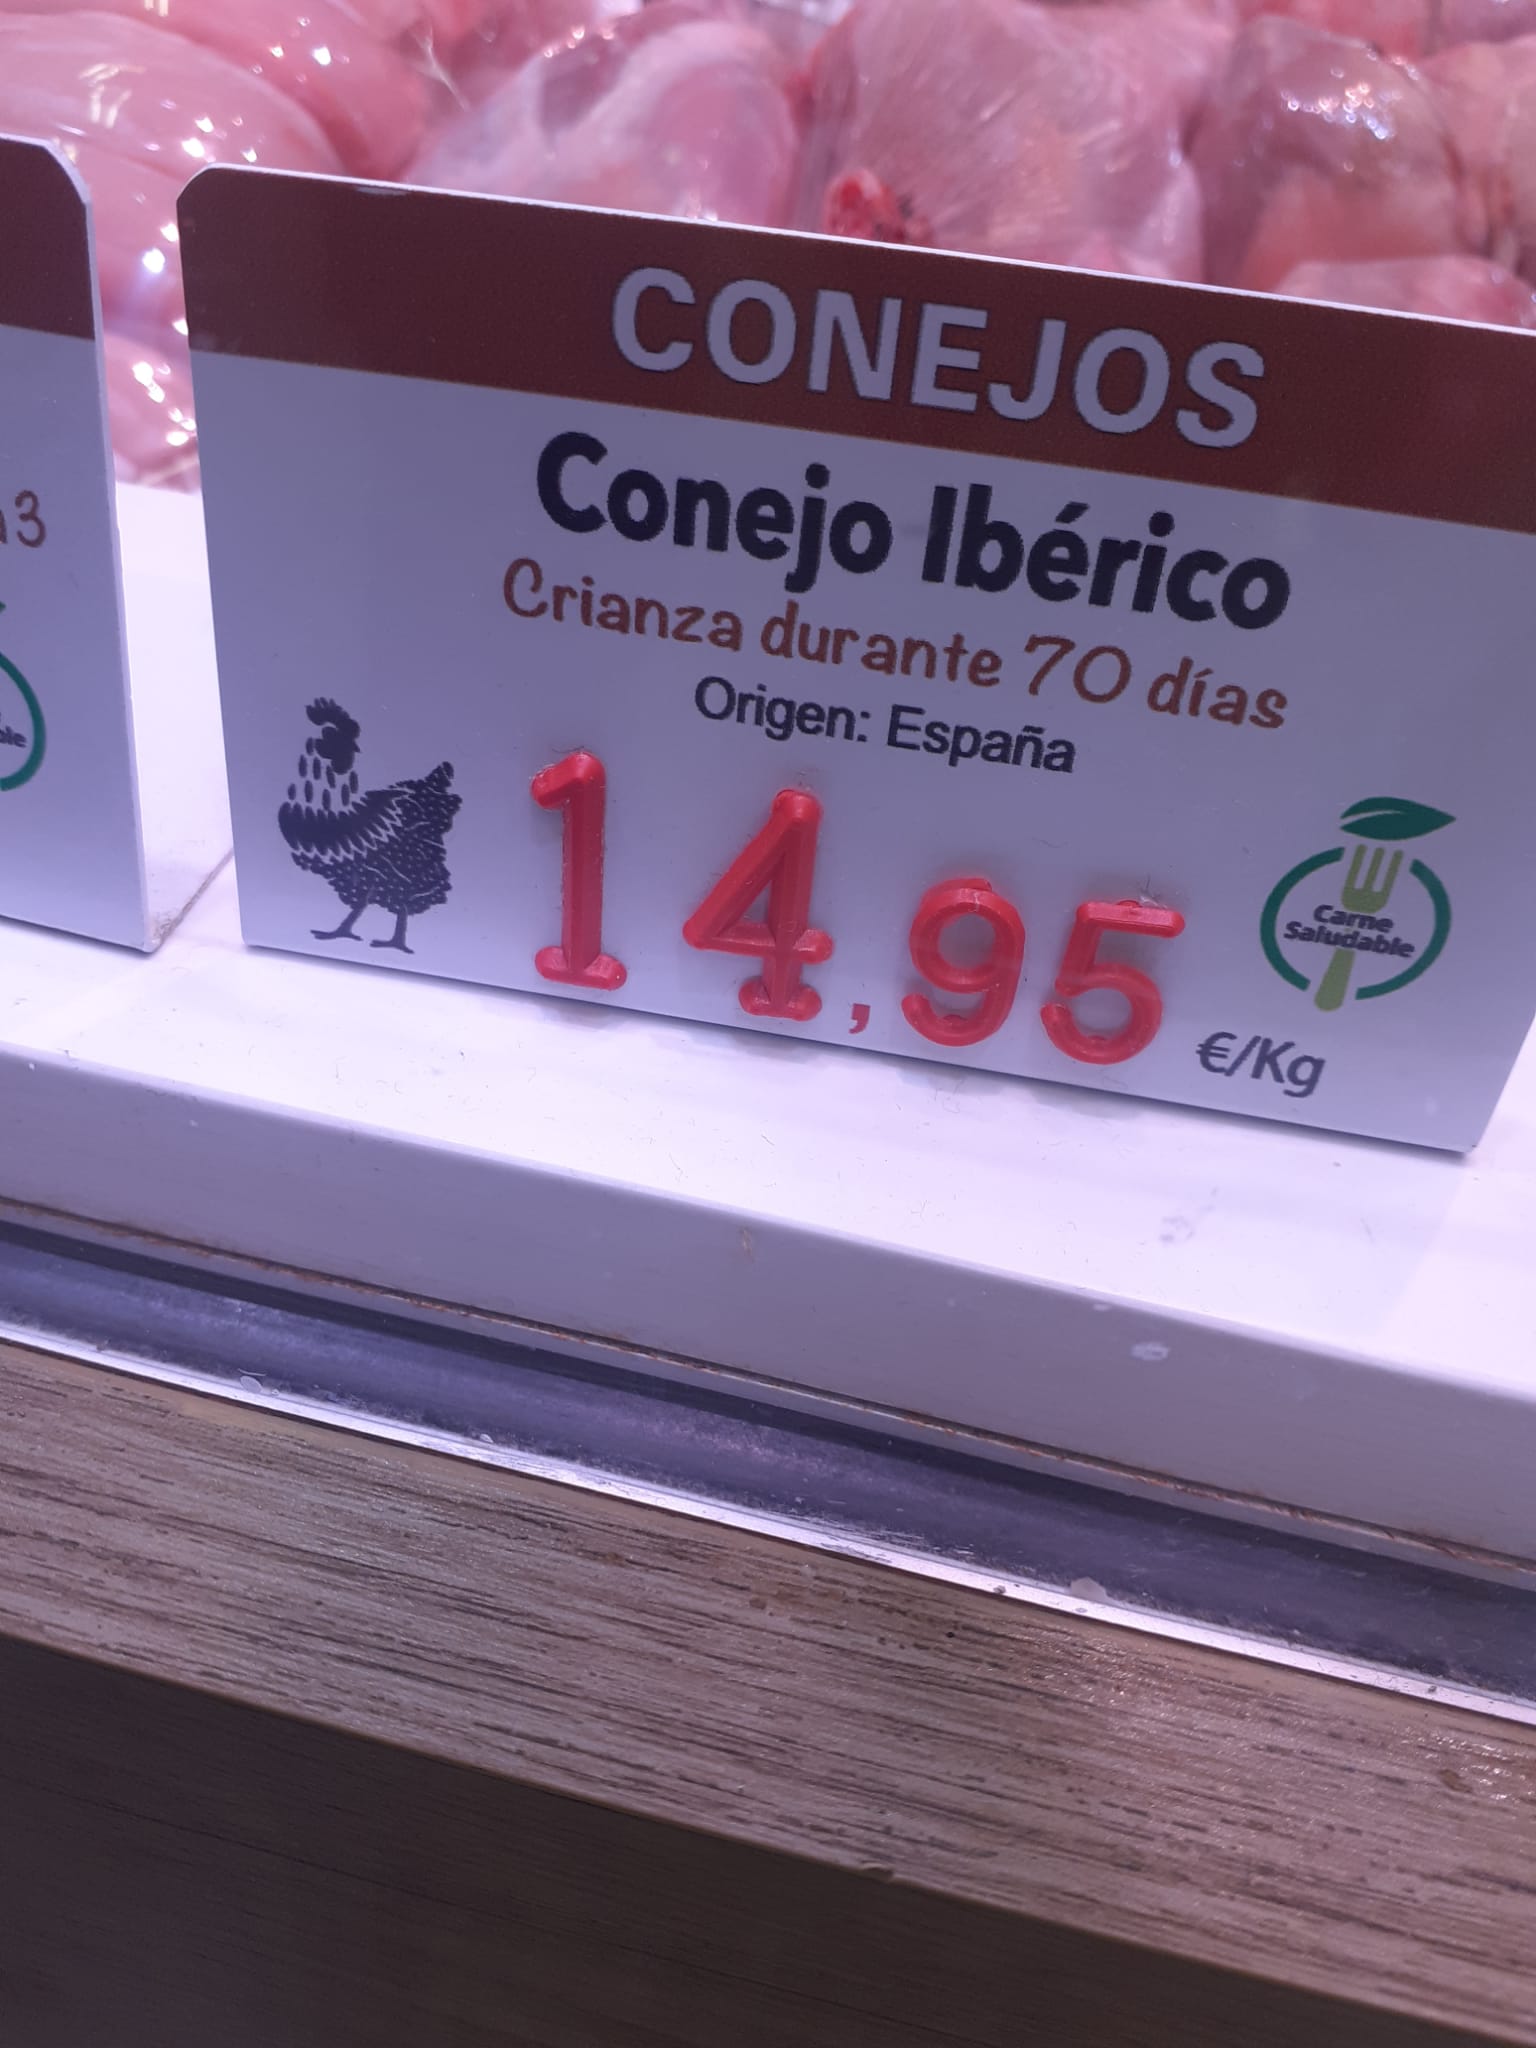 CONEJOS
Conejo Ibérico
Crianza durante 70 días
Origen: España
14,95 €/Kg
Carne
Saludable